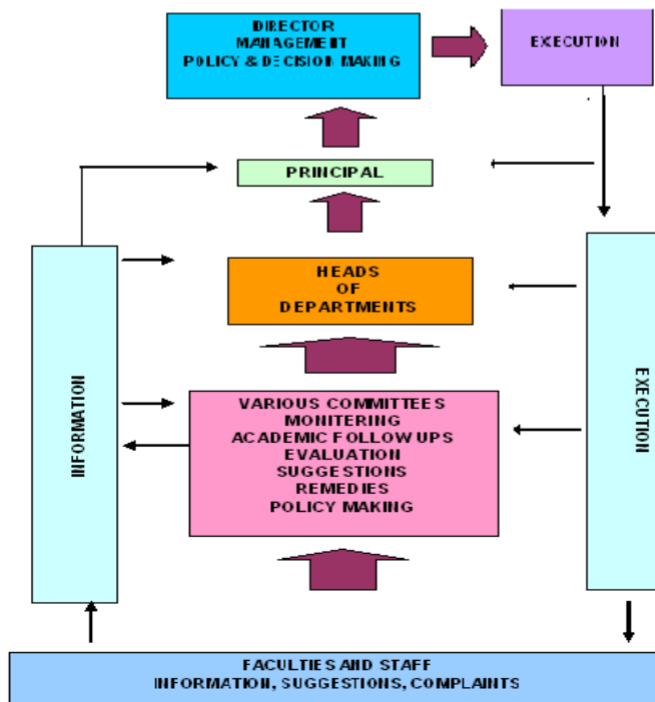 DIRECTOR
MANAGEMENT
POLICY & DECISION MAKING
EXECUTION
PRINCIPAL
HEADS
OF
DEPARTMENTS
INFORMATION
EXECUTION
VARIOUS COMMITTEES
MONITERING
ACADEMIC FOLLOW UPS
EVALUATION
SUGGESTIONS
REMEDIES
POLICY MAKING
FACULTIES AND STAFF
INFORMATION, SUGGESTIONS, COMPLAINTS